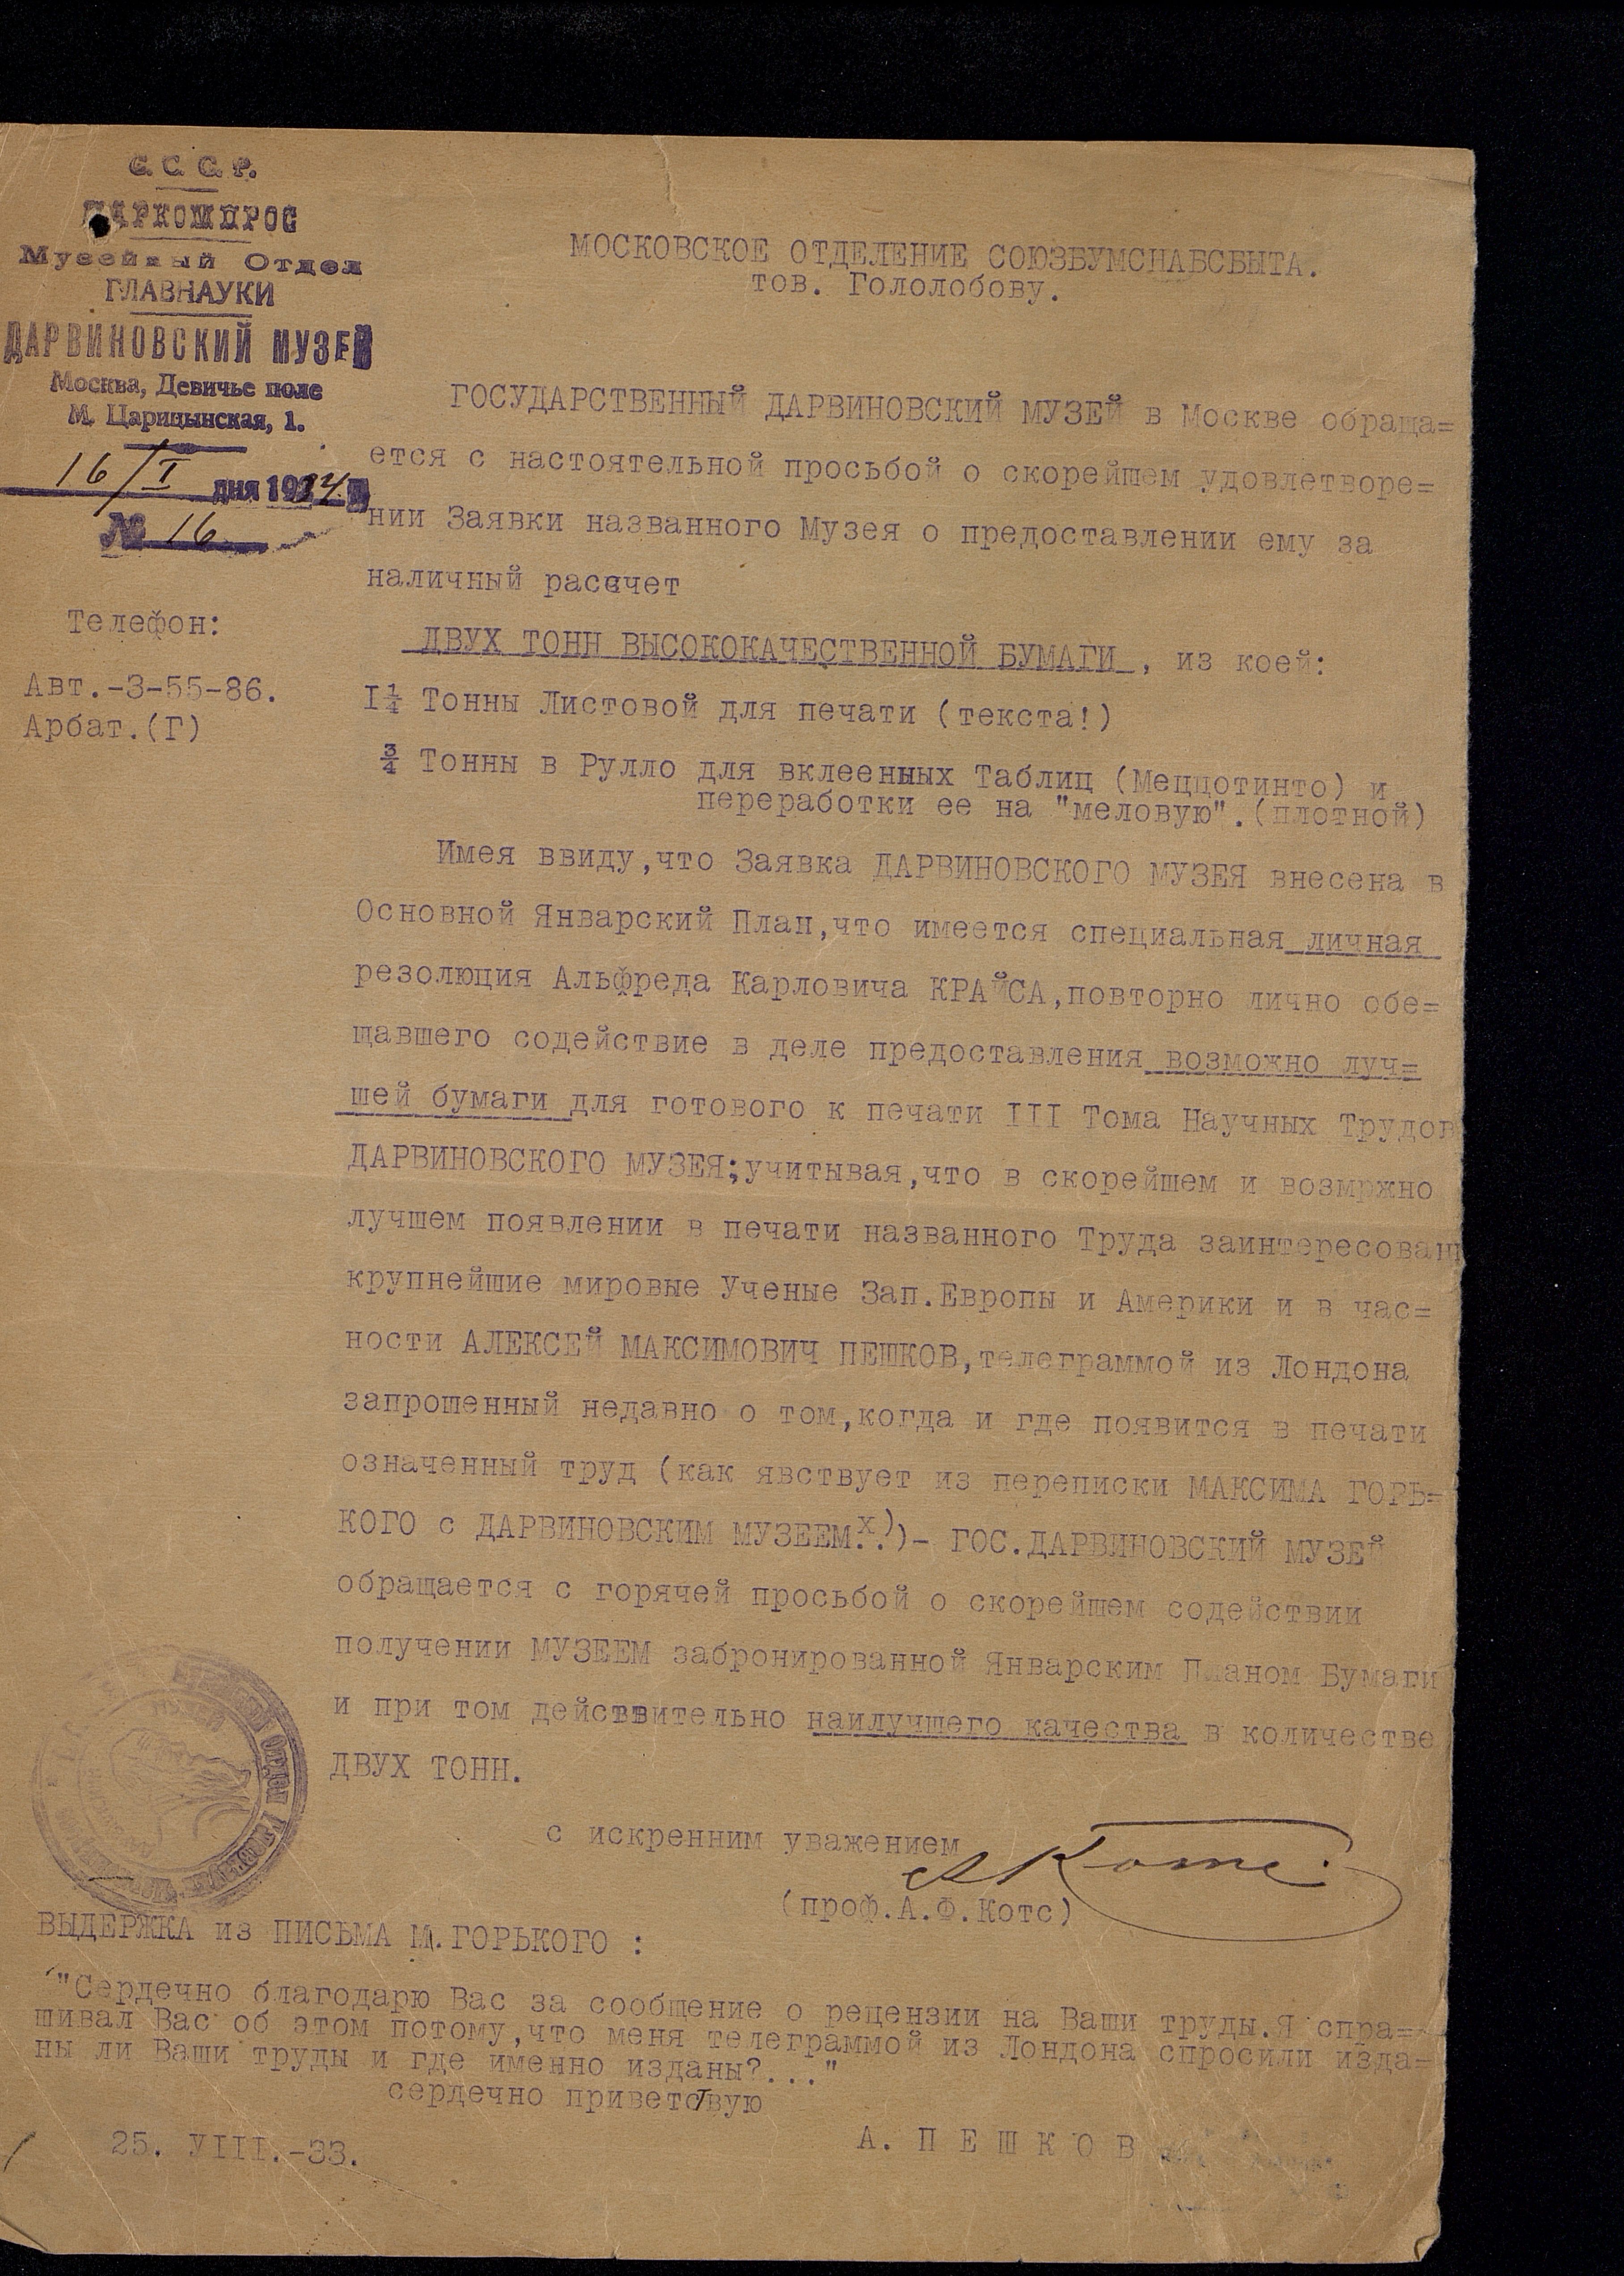 С. С. С. Р.
НАРКОМПРОС
Музейный Отдел
ГЛАВНАУКИ
ДАРВИНОВСКИЙ МУЗЕЙ
Москва, Девичье поле
М. Царицынская, 1.
16/I дня 1934
№ 16
Телефон:
Авт.-3-55-86.
Арбат.(Г)
МОСКОВСКОЕ ОТДЕЛЕНИЕ СОЮЗБУМСНАБСБЫТА.
тов. Гололобову.
ГОСУДАРСТВЕННЫЙ ДАРВИНОВСКИЙ МУЗЕЙ в Москве обраща=
ется с настоятельной просьбой о скорейшем удовлетворе=
нии Заявки названного Музея о предоставлении ему за
наличный рассчет
ДВУХ ТОНН ВЫСОКОКАЧЕСТВЕННОЙ БУМАГИ , из коей:
I¼ Тонны Листовой для печати (текста!)
¾ Тонны в Рулло для вклеенных Таблиц (Меццотинто) и
переработки ее на "меловую".(плотной)
Имея ввиду,что Заявка ДАРВИНОВСКОГО МУЗЕЯ внесена в
Основной Январский План,что имеется специальная личная
резолюция Альфреда Карловича КРАЙСА,повторно лично обе=
щавшего содействие в деле предоставления возможно луч=
шей бумаги для готового к печати III Тома Научных Трудов
ДАРВИНОВСКОГО МУЗЕЯ;учитывая,что в скорейшем и возмржно
лучшем появлении в печати названного Труда заинтересован
крупнейшие мировые Ученые Зап.Европы и Америки и в час=
ности АЛЕКСЕЙ МАКСИМОВИЧ ПЕШКОВ,телеграммой из Лондона
запрошенный недавно о том,когда и где появится в печати
означенный труд (как явствует из переписки МАКСИМА ГОРЬ=
КОГО с ДАРВИНОВСКИМ МУЗЕЕМ.х).)- ГОС.ДАРВИНОВСКИЙ МУЗЕЙ
обращается с горячей просьбой о скорейшем содействии
получении МУЗЕЕМ забронированной Январским Планом Бумаги
и при том действительно наилучшего качества в количестве
ДВУХ ТОНН.
с искренним уважением
АКотс.
(проф.А.Ф.Котс)
ВЫДЕРЖКА из ПИСЬМА М.ГОРЬКОГО :
"Сердечно благодарю Вас за сообщение о рецензии на Ваши труды.Я спра=
шивал Вас об этом потому,что меня телеграммой из Лондона спросили изда=
ны ли Ваши труды и где именно изданы?..."
сердечно приветствую
25. УIII.-33.
А. П Е Ш К О В